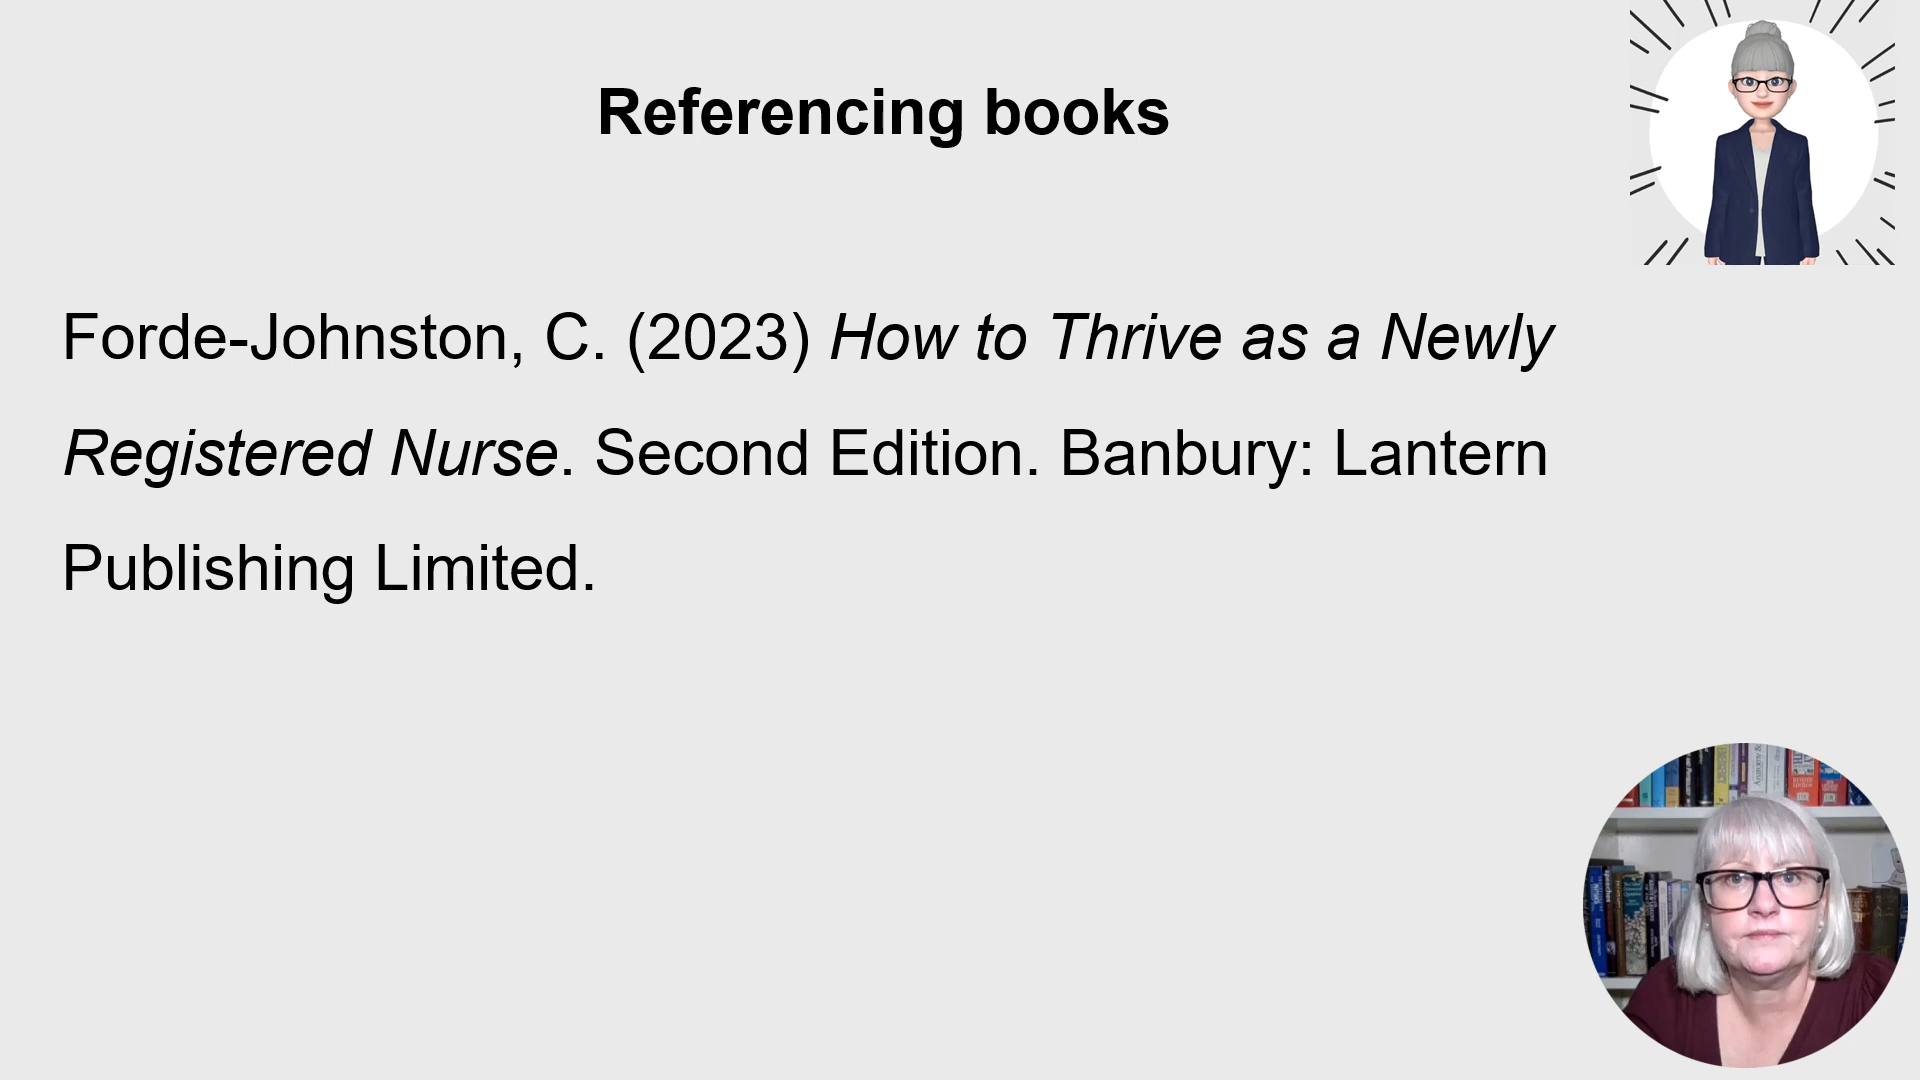 Referencing books
Forde-Johnston, C. (2023) How to Thrive as a Newly
Registered Nurse. Second Edition. Banbury: Lantern
Publishing Limited.